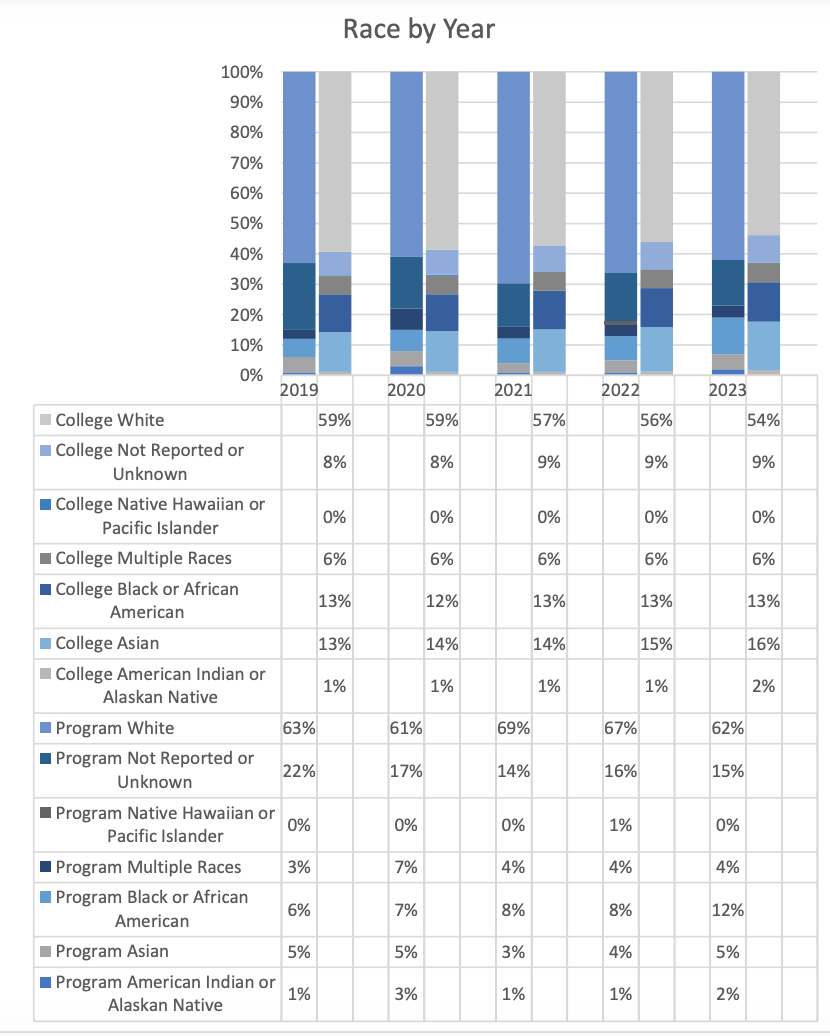 Race by Year
100%
90%
80%
70%
60%
50%
40%
30%
20%
10%
0%
2019 2020 2021 2022 2023
College White 59% 59% 57% 56% 54%
College Not Reported or
Unknown 8% 8% 9% 9% 9%
College Native Hawaiian or
Pacific Islander 0% 0% 0% 0% 0%
College Multiple Races 6% 6% 6% 6% 6%
College Black or African
American 13% 12% 13% 13% 13%
College Asian 13% 14% 14% 15% 16%
College American Indian or
Alaskan Native 1% 1% 1% 1% 2%
Program White 63% 61% 69% 67% 62%
Program Not Reported or
Unknown 22% 17% 14% 16% 15%
Program Native Hawaiian or
Pacific Islander 0% 0% 0% 1% 0%
Program Multiple Races 3% 7% 4% 4% 4%
Program Black or African
American 6% 7% 8% 8% 12%
Program Asian 5% 5% 3% 4% 5%
Program American Indian or
Alaskan Native 1% 3% 1% 1% 2%